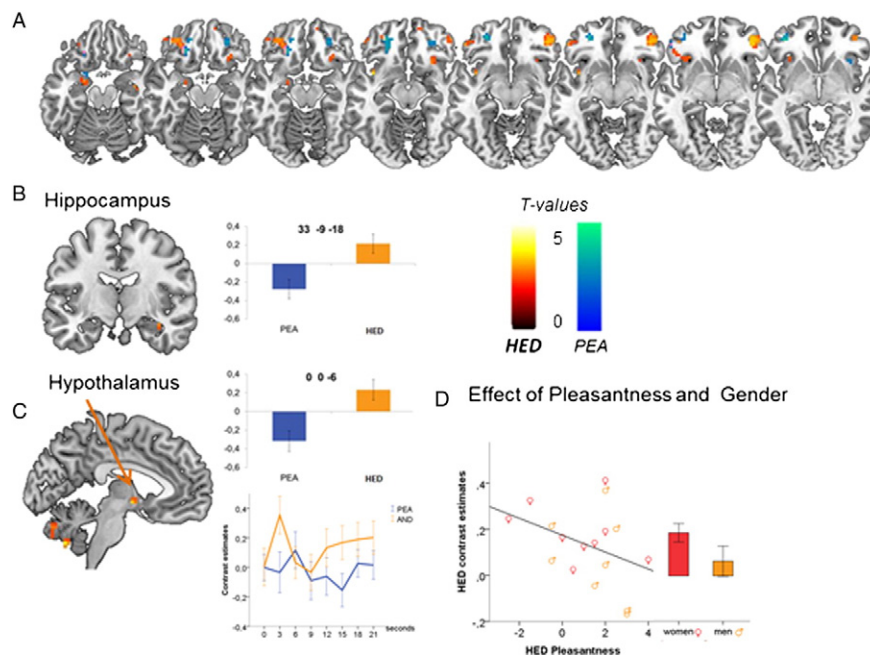 A
B
Hippocampus
33 -9 -18
0,4
0,2
0
-0,2
-0,4
-0,6
PEA
HED
T-values
5
0
HED
PEA
Hypothalamus
C
0 0 -6
0,4
0,2
0
-0,2
-0,4
-0,6
PEA
HED
PEA
AND
Contrast estimates
0,4
0,2
0,0
-0,2
-0,4
0 3 6 9 12 15 18 21
seconds
D Effect of Pleasantness and Gender
HED contrast estimates
.4
.2
0,0
-.2
-2 0 2 4
women♀ men ♂
HED Pleasantness